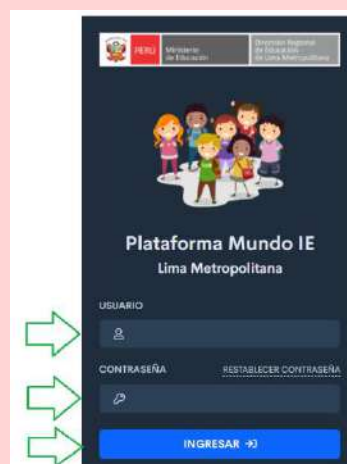 PERÚ
Ministerio
de Educación
Dirección Regional
de Educación
de Lima Metropolitana
Plataforma Mundo IE
Lima Metropolitana
USUARIO
CONTRASEÑA RESTABLECER CONTRASEÑA
INGRESAR